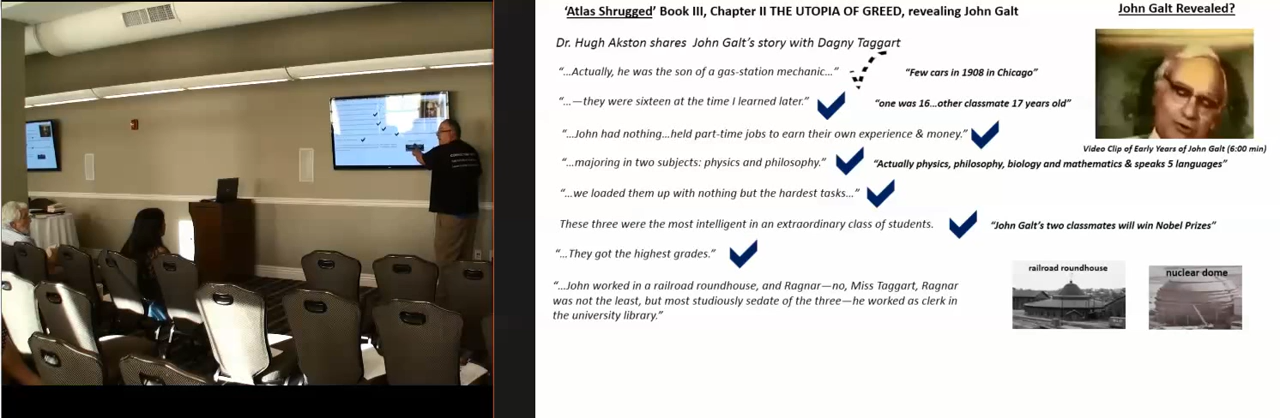 'Atlas Shrugged' Book III, Chapter II THE UTOPIA OF GREED, revealing John Galt
John Galt Revealed?
Dr. Hugh Akston shares John Galt's story with Dagny Taggart
"...Actually, he was the son of a gas-station mechanic..."
"Few cars in 1908 in Chicago"
"...—they were sixteen at the time I learned later."
"one was 16...other classmate 17 years old"
"...John had nothing...held part-time jobs to earn their own experience & money."
Video Clip of Early Years of John Galt (6:00 min)
"...majoring in two subjects: physics and philosophy."
"Actually physics, philosophy, biology and mathematics & speaks 5 languages"
"...we loaded them up with nothing but the hardest tasks..."
These three were the most intelligent in an extraordinary class of students.
"John Galt's two classmates will win Nobel Prizes"
"...They got the highest grades."
railroad roundhouse
nuclear dome
"...John worked in a railroad roundhouse, and Ragnar—no, Miss Taggart, Ragnar
was not the least, but most studiously sedate of the three—he worked as clerk in
the university library."